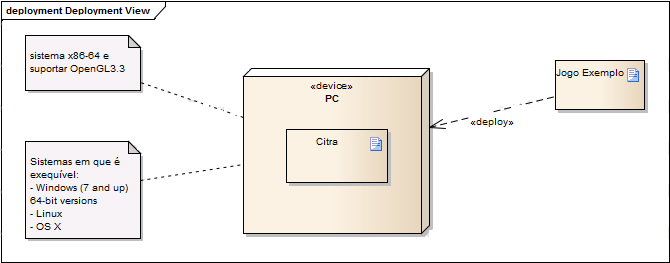 deployment Deployment View
sistema x86-64 e
suportar OpenGL3.3
«device»
PC
Citra
Jogo Exemplo
«deploy»
Sistemas em que é
exequível:
- Windows (7 and up)
64-bit versions
- Linux
- OS X